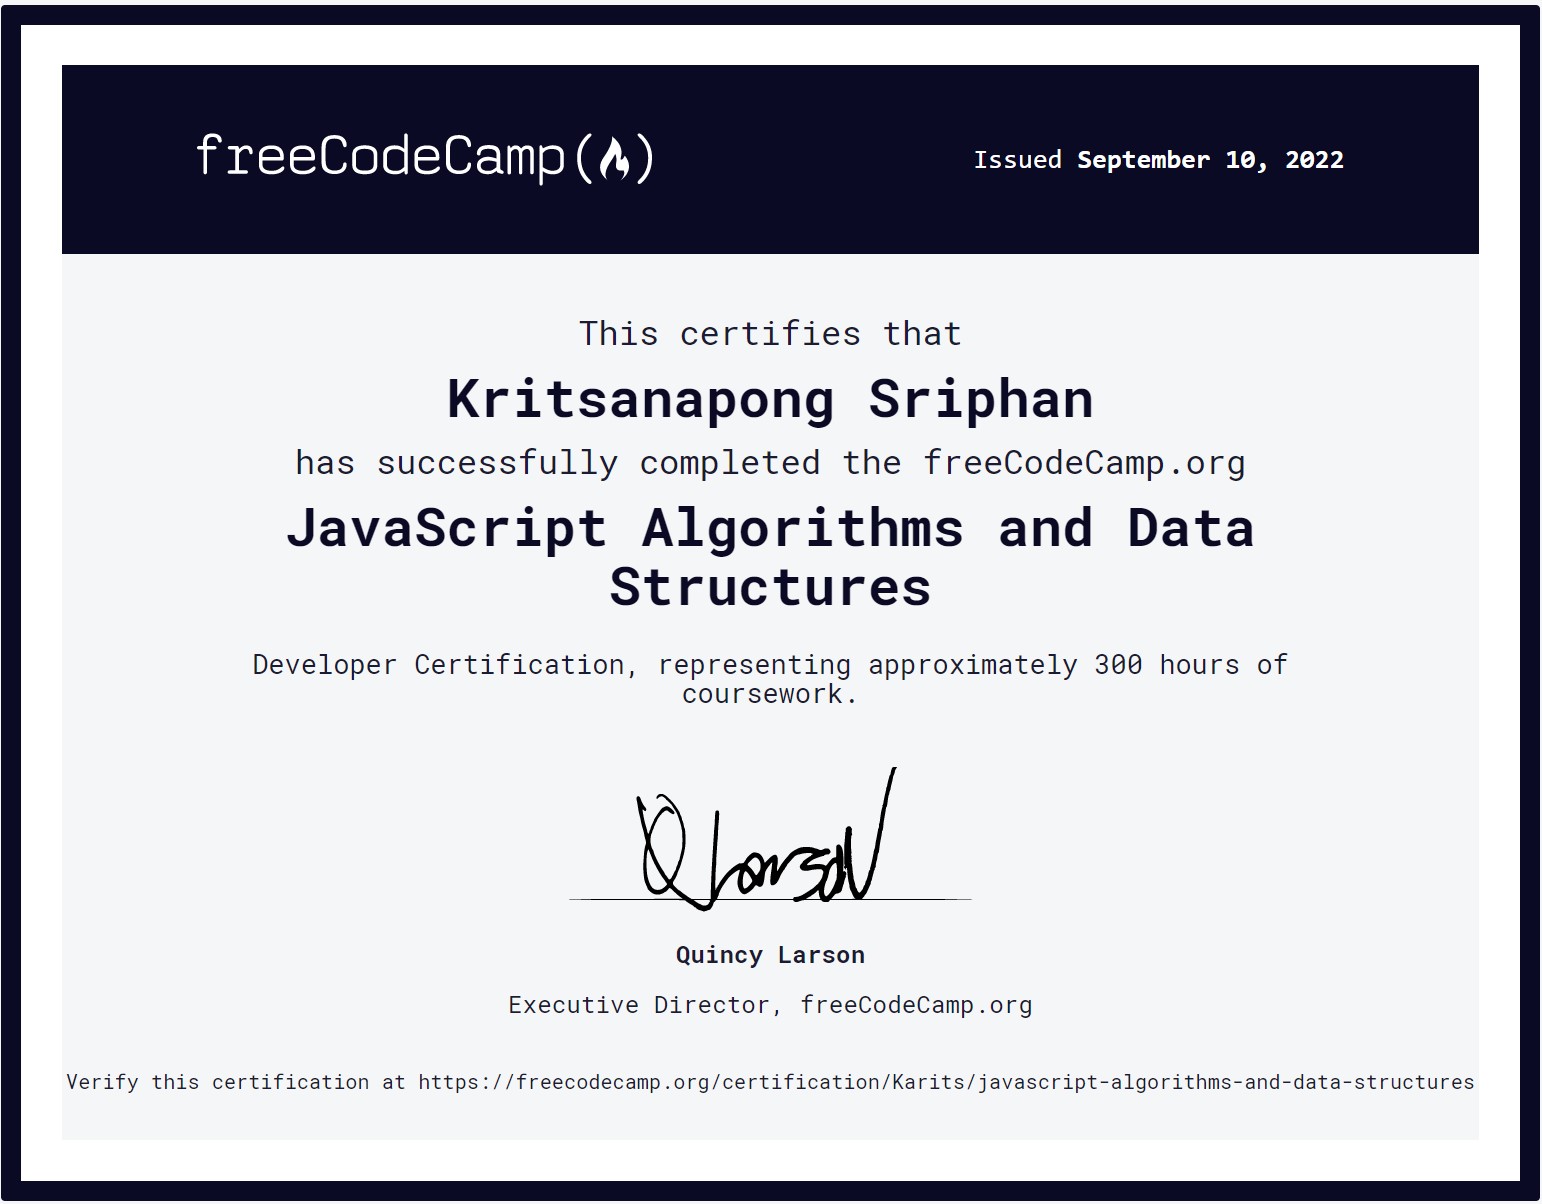 freeCodeCamp(🔥)
Issued September 10, 2022
This certifies that
Kritsanapong Sriphan
has successfully completed the freeCodeCamp.org
JavaScript Algorithms and Data
Structures
Developer Certification, representing approximately 300 hours of
coursework.
Q Larson
Quincy Larson
Executive Director, freeCodeCamp.org
Verify this certification at https://freecodecamp.org/certification/Karits/javascript-algorithms-and-data-structures